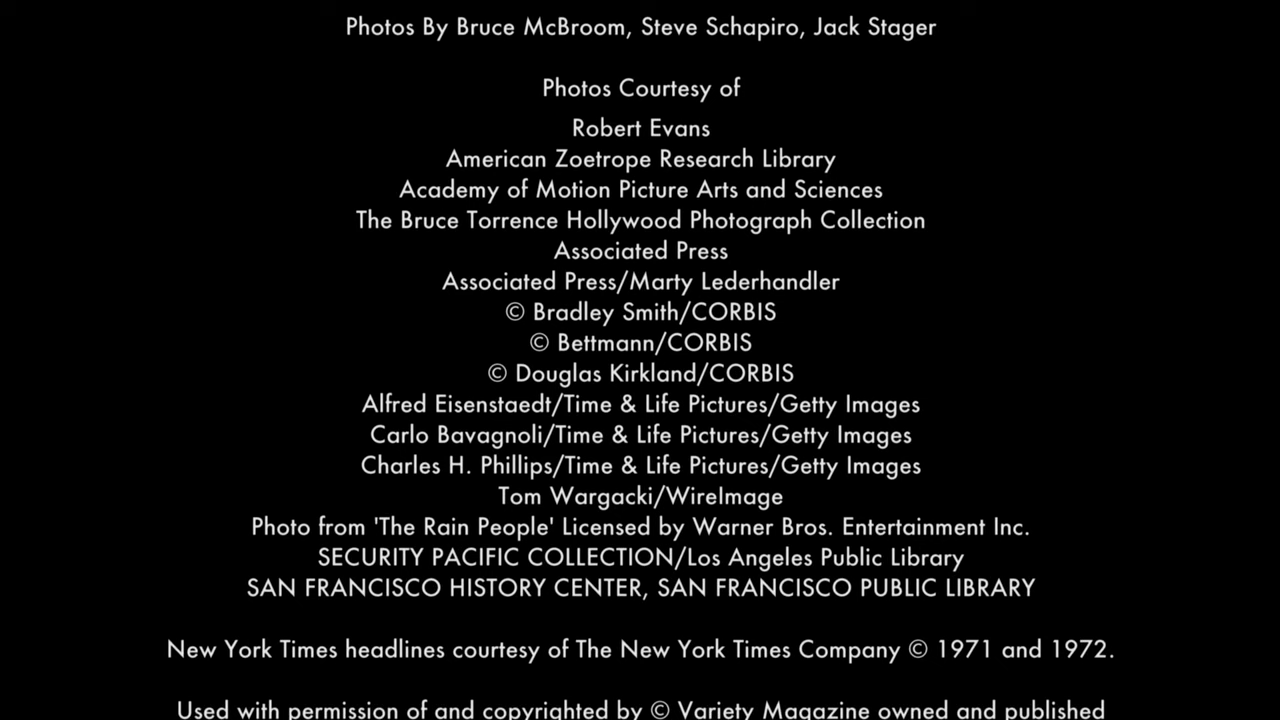 Photos By Bruce McBroom, Steve Schapiro, Jack Stager
Photos Courtesy of
Robert Evans
American Zoetrope Research Library
Academy of Motion Picture Arts and Sciences
The Bruce Torrence Hollywood Photograph Collection
Associated Press
Associated Press/Marty Lederhandler
© Bradley Smith/CORBIS
© Bettmann/CORBIS
© Douglas Kirkland/CORBIS
Alfred Eisenstaedt/Time & Life Pictures/Getty Images
Carlo Bavagnoli/Time & Life Pictures/Getty Images
Charles H. Phillips/Time & Life Pictures/Getty Images
Tom Wargacki/WireImage
Photo from 'The Rain People' Licensed by Warner Bros. Entertainment Inc.
SECURITY PACIFIC COLLECTION/Los Angeles Public Library
SAN FRANCISCO HISTORY CENTER, SAN FRANCISCO PUBLIC LIBRARY
New York Times headlines courtesy of The New York Times Company © 1971 and 1972.
Used with permission of and copyrighted by © Variety Magazine owned and published